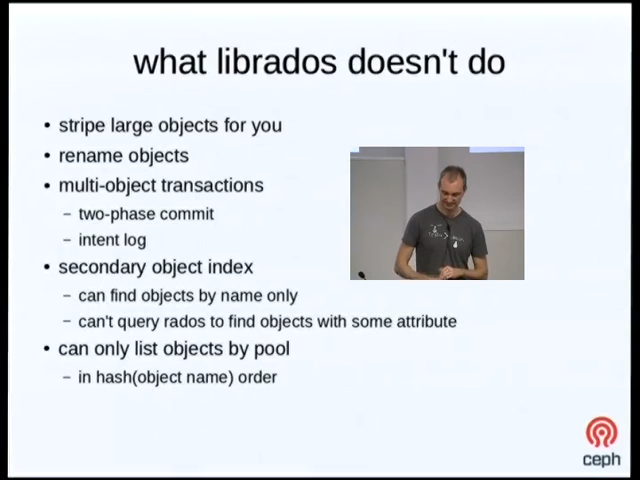 what librados doesn't do
• stripe large objects for you
• rename objects
• multi-object transactions
– two-phase commit
– intent log
• secondary object index
– can find objects by name only
– can't query rados to find objects with some attribute
• can only list objects by pool
– in hash(object name) order
ceph